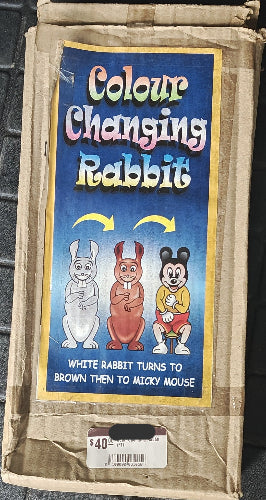 Colour
Changing
Rabbit
WHITE RABBIT TURNS TO
BROWN THEN TO MICKY MOUSE
$40